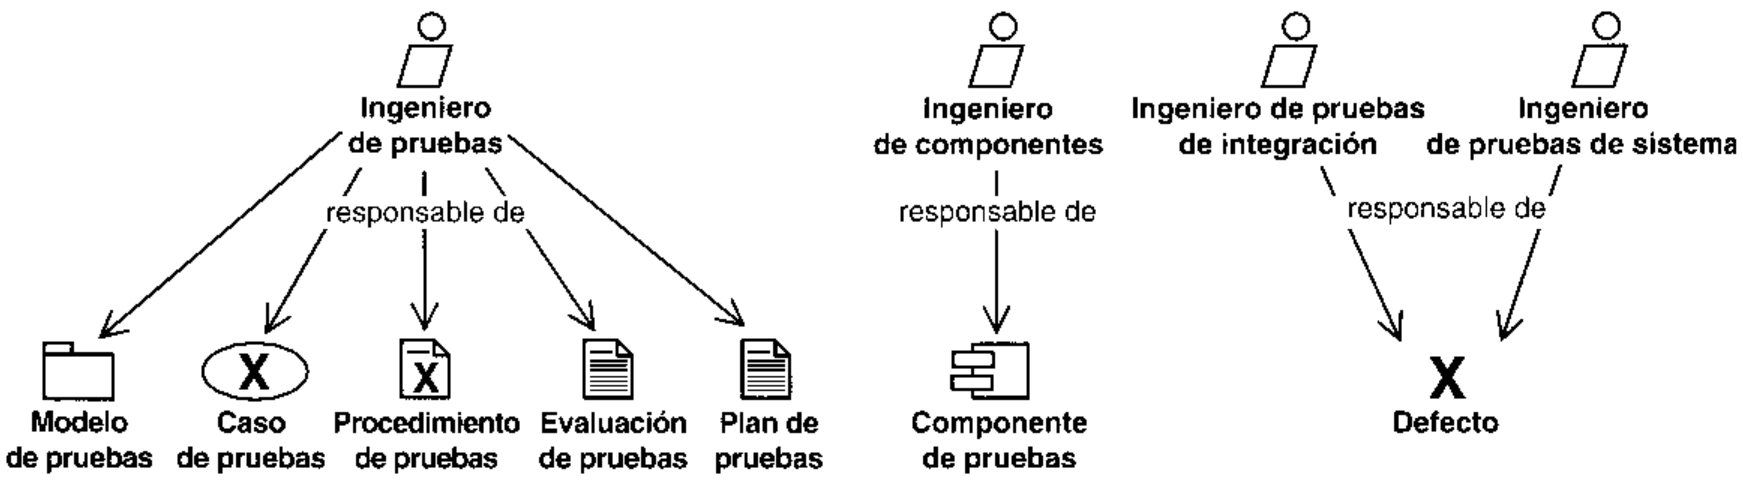 Ingeniero
de pruebas
Ingeniero
de componentes
Ingeniero de pruebas
de integración
Ingeniero
de pruebas de sistema
responsable de
responsable de
responsable de
X
X
X
Modelo
de pruebas
Caso
de pruebas
Procedimiento
de pruebas
Evaluación
de pruebas
Plan de
pruebas
Componente
de pruebas
Defecto